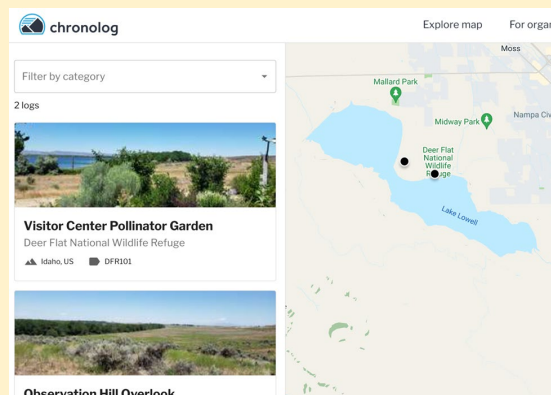 chronolog
Explore map
For organ
Filter by category
2 logs
Visitor Center Pollinator Garden
Deer Flat National Wildlife Refuge
Idaho, US
DFR101
Observation Hill Overlook
Moss
Mallard Park
Midway Park
Nampa Civ
Deer Flat
National
Wildlife
Refuge
Lake Lowell